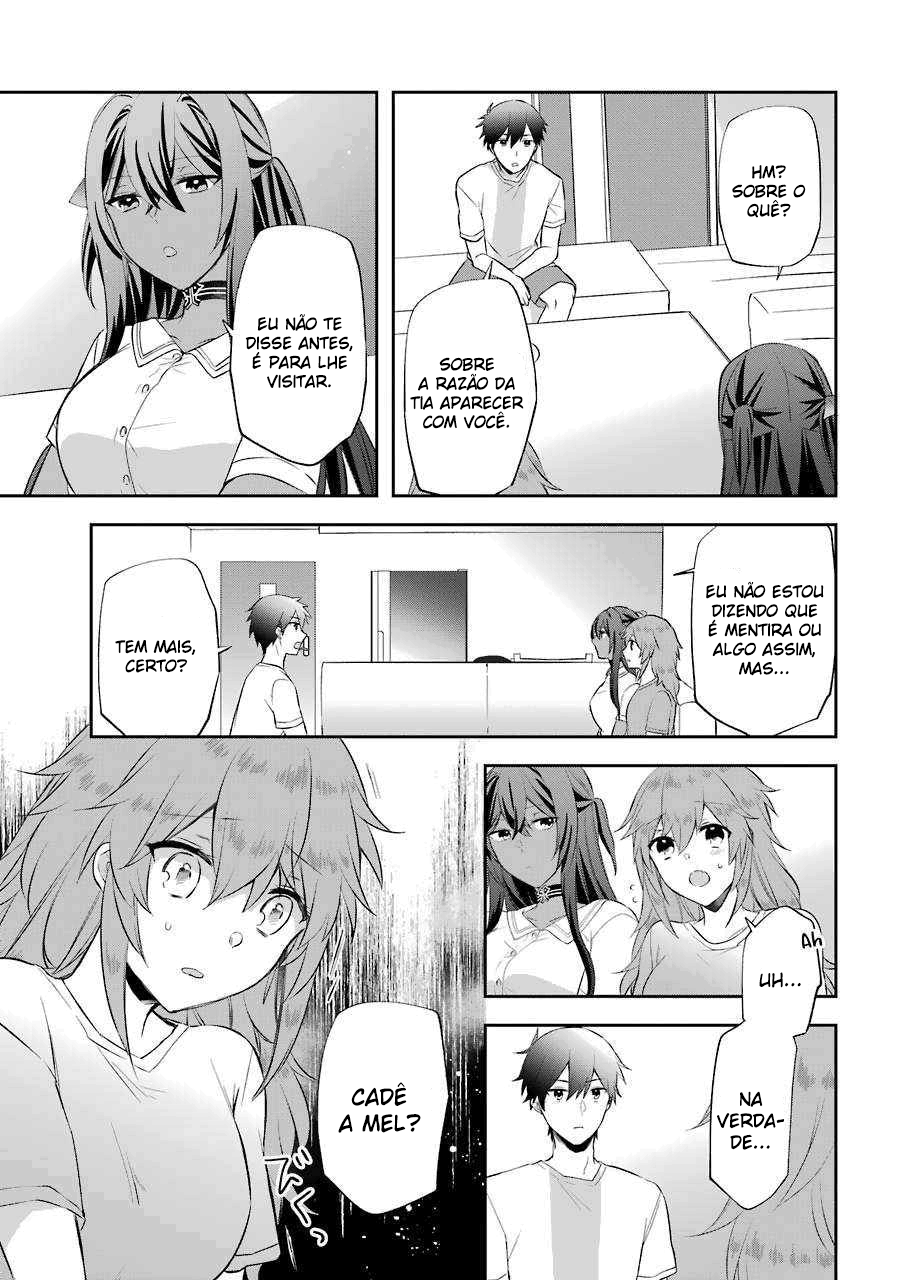 HM?
SOBRE O
QUÊ?
SOBRE
A RAZÃO DA
TIA APARECER
COM VOCÊ.
EU NÃO TE
DISSE ANTES,
É PARA LHE
VISITAR.
EU NÃO ESTOU
DIZENDO QUE
É MENTIRA OU
ALGO ASSIM,
MAS...
TEM MAIS,
CERTO?
Ah
UH...
NA
VERDA-
DE...
CADÊ
A MEL?